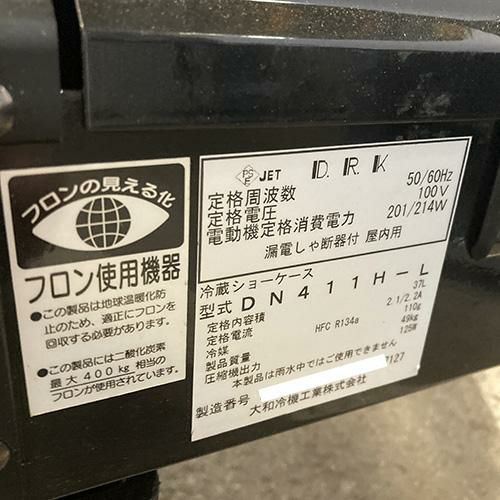 フロンの見える化
フロン使用機器
●この製品は地球温暖化防
止のため、適正にフロンを
回収する必要があります。
●この製品には二酸化炭素
最大400kg相当の
フロンが使用されています。
PSE JET DRK
定格周波数 50/60Hz
定格電圧 100V
電動機定格消費電力 201/214W
漏電しゃ断器付 屋内用
冷蔵ショーケース
型式 DN411H-L
定格内容積 37L
定格電流 2.1/2.2A
冷媒 HFC R134a 110g
製品質量 49kg
圧縮機出力 125W
本製品は雨水中ではご使用できません
製造番号 127
大和冷機工業株式会社